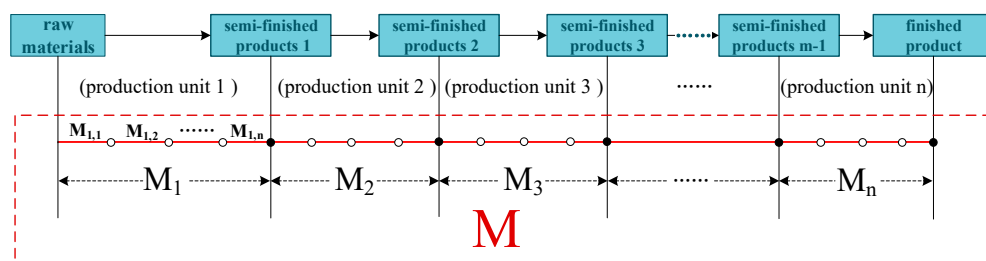 raw materials
semi-finished products 1
semi-finished products 2
semi-finished products 3
........
semi-finished products m-1
finished product
(production unit 1 )
(production unit 2)
(production unit 3 )
......
(production unit n)
M1,1
M1,2
......
M1,n
M1
M2
M3
......
Mn
M